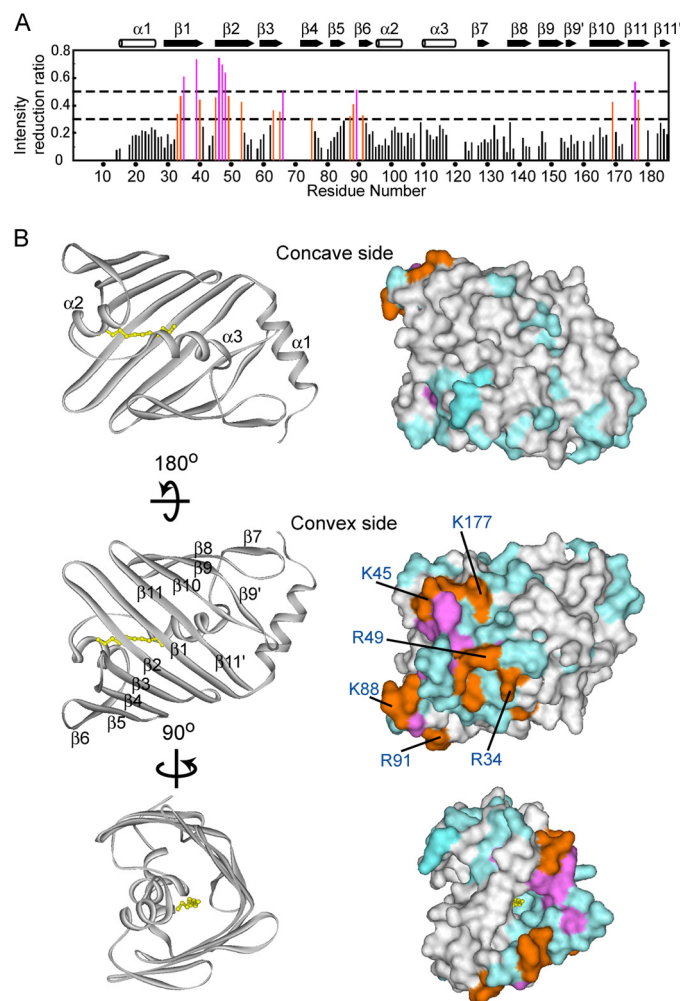 A
α1 β1 β2 β3 β4 β5 β6 α2 α3 β7 β8 β9 β9' β10 β11 β11'
Intensity
reduction ratio
0.8
0.6
0.4
0.2
0
10 20 30 40 50 60 70 80 90 100 110 120 130 140 150 160 170 180
Residue Number
B
Concave side
α2
α3
α1
180°
Convex side
β7
β8
β9
β10
β11
β9'
β1
β11'
β2
β3
β4
β5
β6
K177
K45
R49
K88
R91
R34
90°